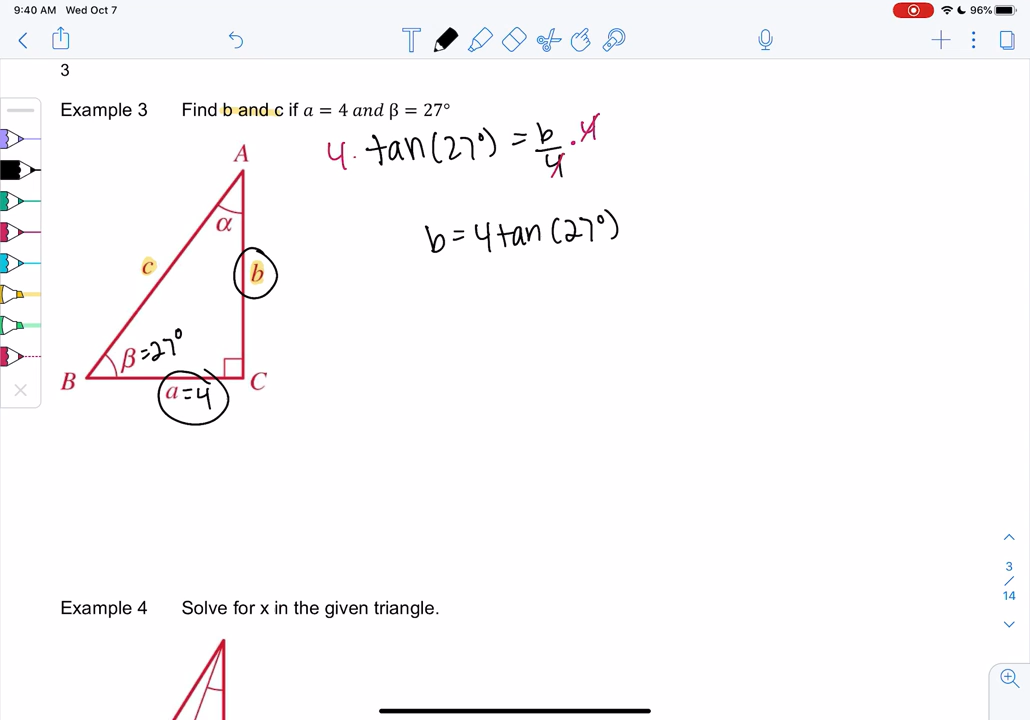 9:40 AM Wed Oct 7
96%
T
3
Example 3 Find b and c if a = 4 and β = 27°
4 · tan(27°) = b/4 · 4
b = 4 tan (27°)
A
α
c
b
β = 27°
B
a = 4
C
3
/
14
Example 4 Solve for x in the given triangle.